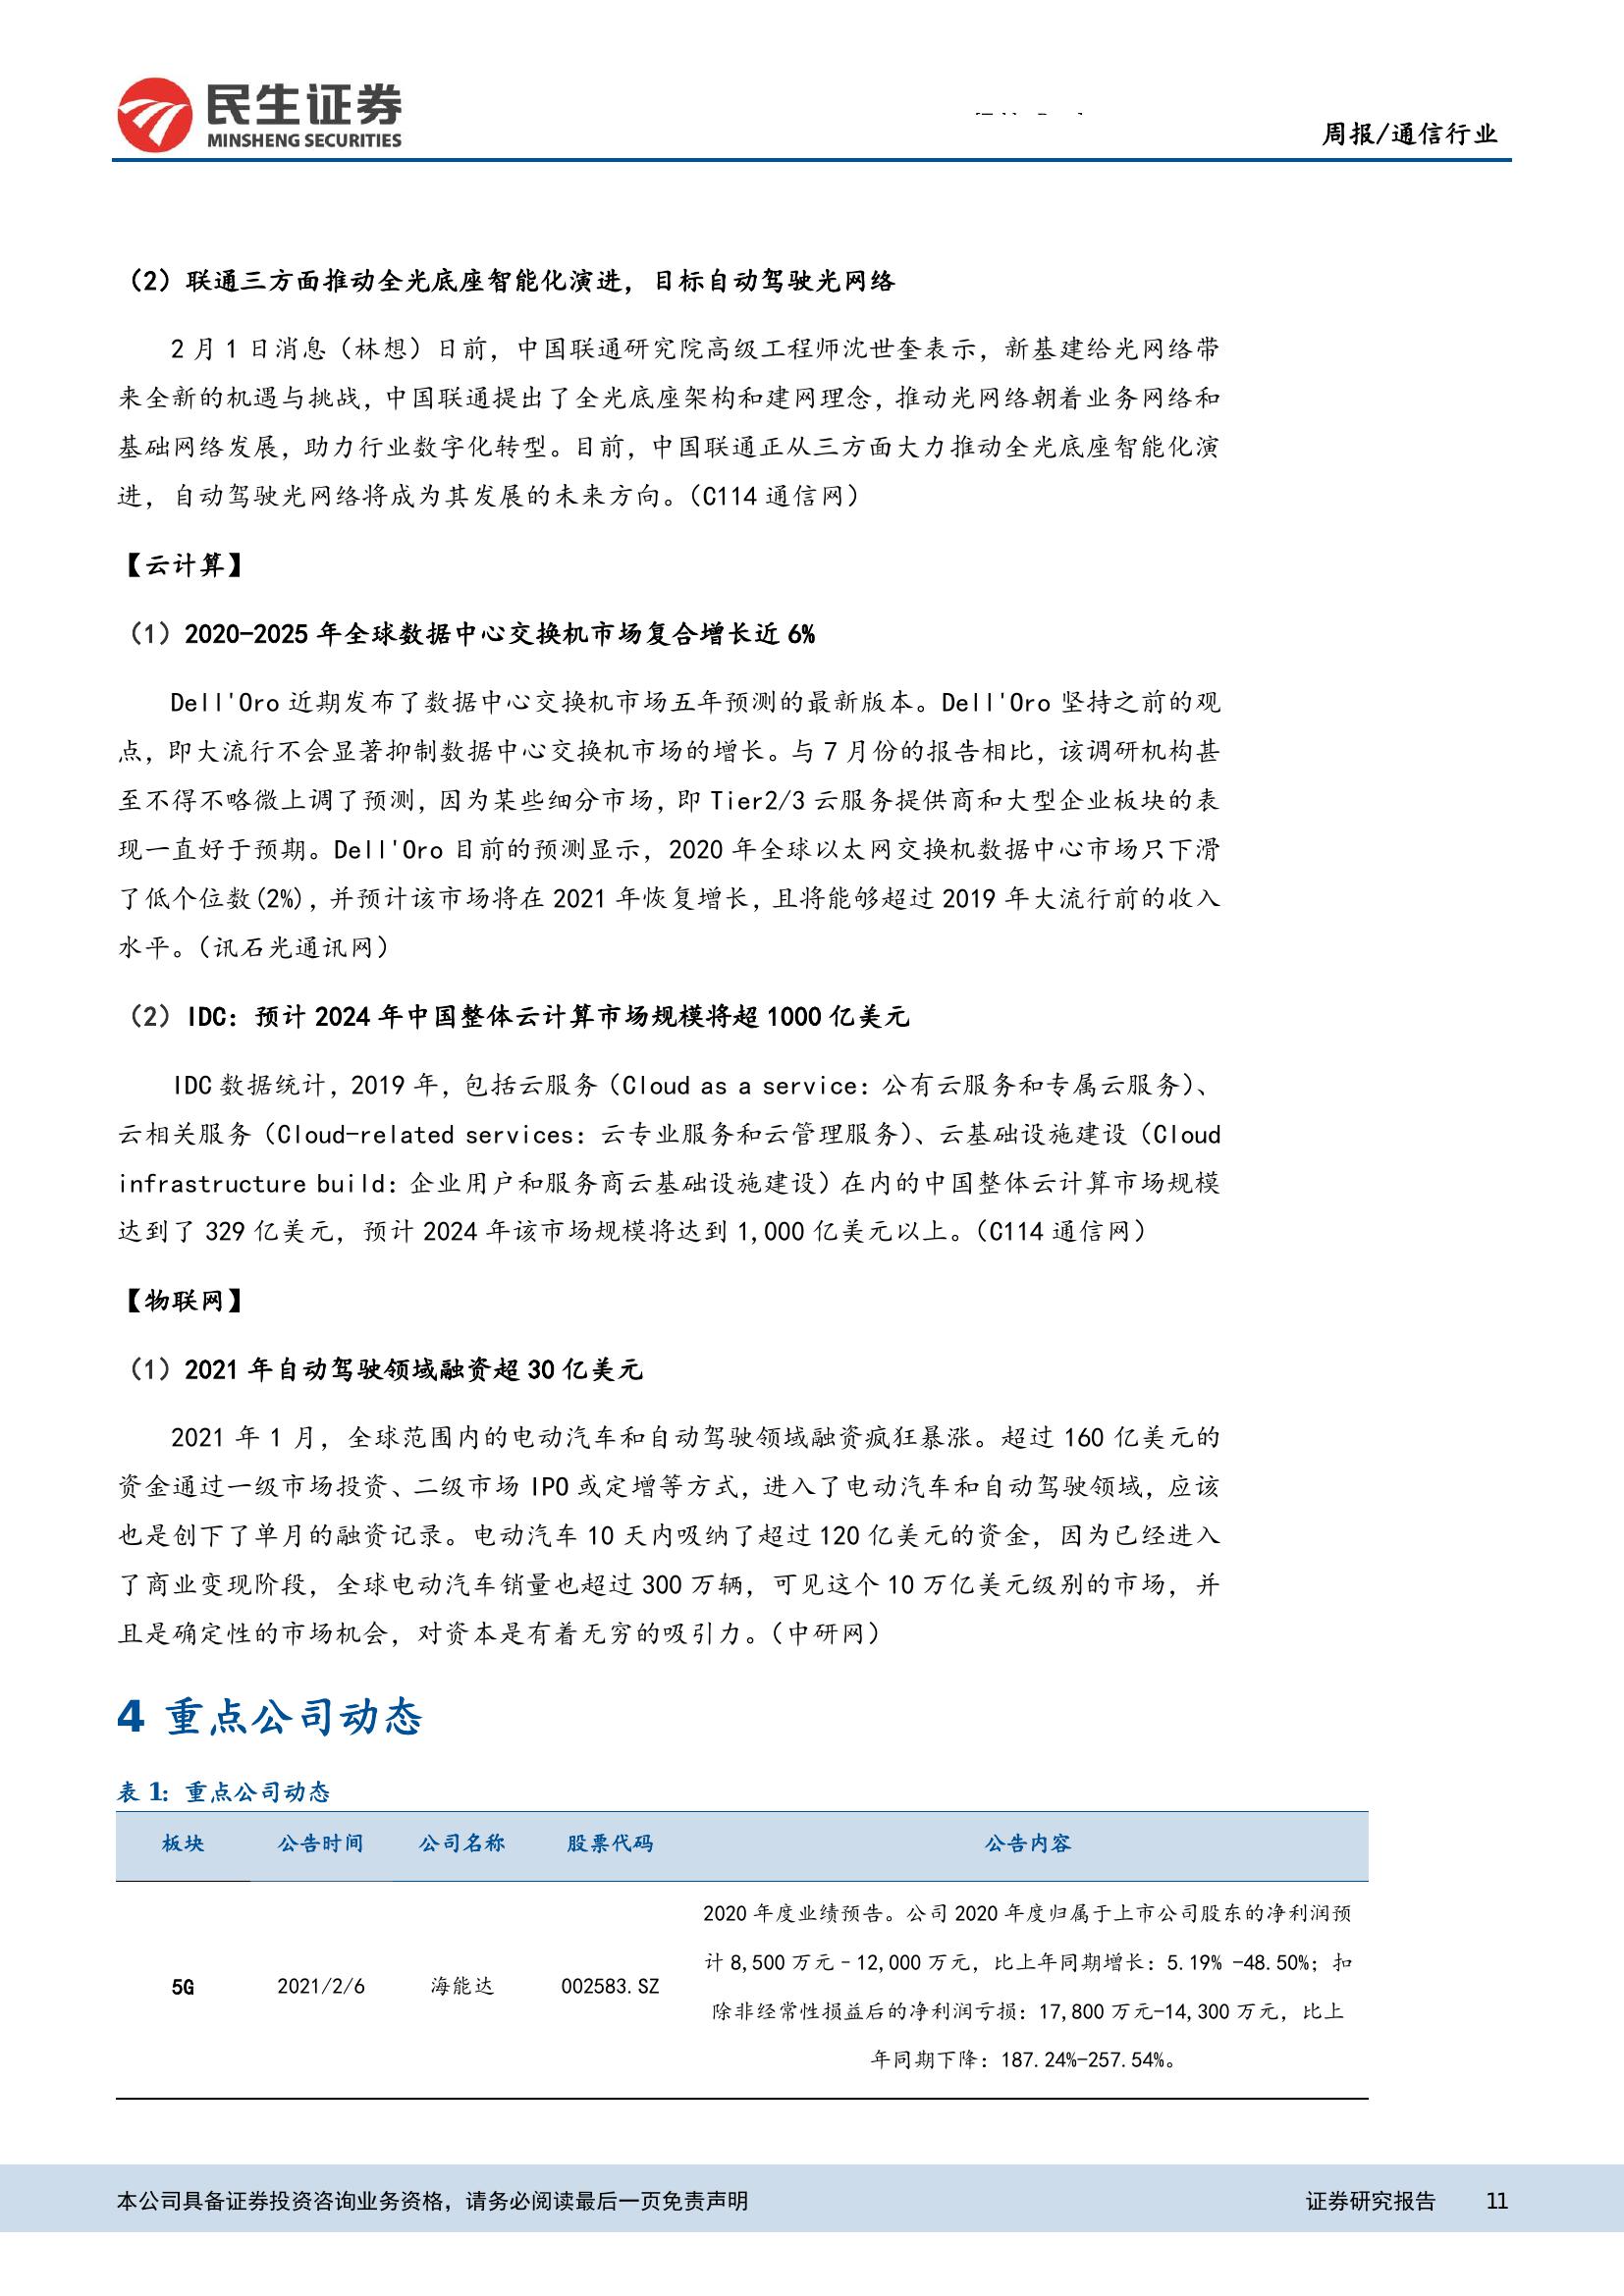 民生证券
MINSHENG SECURITIES
周报/通信行业
（2）联通三方面推动全光底座智能化演进，目标自动驾驶光网络
2 月 1 日消息（林想）日前，中国联通研究院高级工程师沈世奎表示，新基建给光网络带
来全新的机遇与挑战，中国联通提出了全光底座架构和建网理念，推动光网络朝着业务网络和
基础网络发展，助力行业数字化转型。目前，中国联通正从三方面大力推动全光底座智能化演
进，自动驾驶光网络将成为其发展的未来方向。（C114 通信网）
【云计算】
（1）2020-2025 年全球数据中心交换机市场复合增长近 6%
Dell'Oro 近期发布了数据中心交换机市场五年预测的最新版本。Dell'Oro 坚持之前的观
点，即大流行不会显著抑制数据中心交换机市场的增长。与 7 月份的报告相比，该调研机构甚
至不得不略微上调了预测，因为某些细分市场，即 Tier2/3 云服务提供商和大型企业板块的表
现一直好于预期。Dell'Oro 目前的预测显示，2020 年全球以太网交换机数据中心市场只下滑
了低个位数(2%)，并预计该市场将在 2021 年恢复增长，且将能够超过 2019 年大流行前的收入
水平。（讯石光通讯网）
（2）IDC：预计 2024 年中国整体云计算市场规模将超 1000 亿美元
IDC 数据统计，2019 年，包括云服务（Cloud as a service：公有云服务和专属云服务）、
云相关服务（Cloud-related services：云专业服务和云管理服务）、云基础设施建设（Cloud
infrastructure build：企业用户和服务商云基础设施建设）在内的中国整体云计算市场规模
达到了 329 亿美元，预计 2024 年该市场规模将达到 1,000 亿美元以上。（C114 通信网）
【物联网】
（1）2021 年自动驾驶领域融资超 30 亿美元
2021 年 1 月，全球范围内的电动汽车和自动驾驶领域融资疯狂暴涨。超过 160 亿美元的
资金通过一级市场投资、二级市场 IPO 或定增等方式，进入了电动汽车和自动驾驶领域，应该
也是创下了单月的融资记录。电动汽车 10 天内吸纳了超过 120 亿美元的资金，因为已经进入
了商业变现阶段，全球电动汽车销量也超过 300 万辆，可见这个 10 万亿美元级别的市场，并
且是确定性的市场机会，对资本是有着无穷的吸引力。（中研网）
4 重点公司动态
表 1：重点公司动态
板块 公告时间 公司名称 股票代码 公告内容
2020 年度业绩预告。公司 2020 年度归属于上市公司股东的净利润预
计 8,500 万元–12,000 万元，比上年同期增长：5.19% -48.50%；扣
5G 2021/2/6 海能达 002583.SZ
除非经常性损益后的净利润亏损：17,800 万元-14,300 万元，比上
年同期下降：187.24%-257.54%。
本公司具备证券投资咨询业务资格，请务必阅读最后一页免责声明 证券研究报告 11